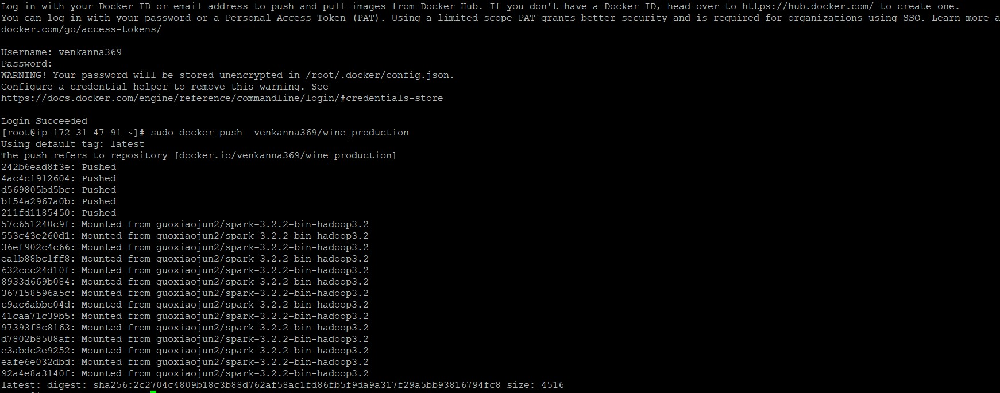 Log in with your Docker ID or email address to push and pull images from Docker Hub. If you don't have a Docker ID, head over to https://hub.docker.com/ to create one.
You can log in with your password or a Personal Access Token (PAT). Using a limited-scope PAT grants better security and is required for organizations using SSO. Learn more a
docker.com/go/access-tokens/
Username: venkanna369
Password:
WARNING! Your password will be stored unencrypted in /root/.docker/config.json.
Configure a credential helper to remove this warning. See
https://docs.docker.com/engine/reference/commandline/login/#credentials-store
Login Succeeded
[root@ip-172-31-47-91 ~]# sudo docker push  venkanna369/wine_production
Using default tag: latest
The push refers to repository [docker.io/venkanna369/wine_production]
242b6ead8f3e: Pushed
4ac4c1912604: Pushed
d569805bd5bc: Pushed
b154a2967a0b: Pushed
211fd1185450: Pushed
57c651240c9f: Mounted from guoxiaojun2/spark-3.2.2-bin-hadoop3.2
553c43e260d1: Mounted from guoxiaojun2/spark-3.2.2-bin-hadoop3.2
36ef902c4c66: Mounted from guoxiaojun2/spark-3.2.2-bin-hadoop3.2
ea1b88bc1ff8: Mounted from guoxiaojun2/spark-3.2.2-bin-hadoop3.2
632ccc24d10f: Mounted from guoxiaojun2/spark-3.2.2-bin-hadoop3.2
8933d669b084: Mounted from guoxiaojun2/spark-3.2.2-bin-hadoop3.2
367158596a5c: Mounted from guoxiaojun2/spark-3.2.2-bin-hadoop3.2
c9ac6abbc04d: Mounted from guoxiaojun2/spark-3.2.2-bin-hadoop3.2
41caa71c39b5: Mounted from guoxiaojun2/spark-3.2.2-bin-hadoop3.2
97393f8c8163: Mounted from guoxiaojun2/spark-3.2.2-bin-hadoop3.2
d7802b8508af: Mounted from guoxiaojun2/spark-3.2.2-bin-hadoop3.2
e3abdc2e9252: Mounted from guoxiaojun2/spark-3.2.2-bin-hadoop3.2
eafe6e032dbd: Mounted from guoxiaojun2/spark-3.2.2-bin-hadoop3.2
92a4e8a3140f: Mounted from guoxiaojun2/spark-3.2.2-bin-hadoop3.2
latest: digest: sha256:2c2704c4809b18c3b88d762af58ac1fd86fb5f9da9a317f29a5bb93816794fc8 size: 4516